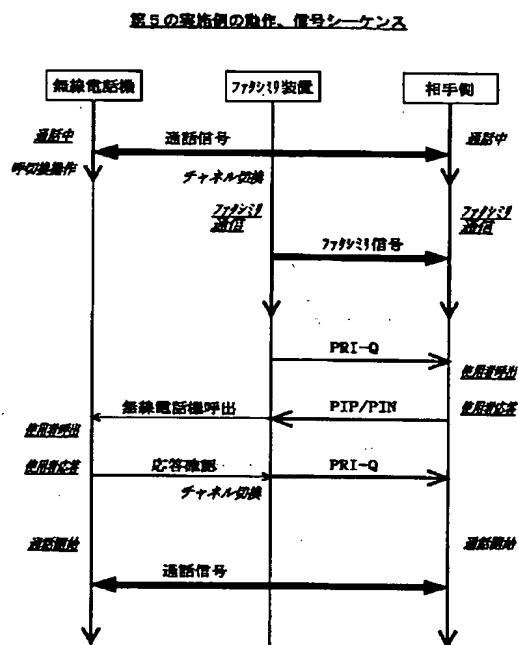 第5の実施例の動作、信号シーケンス
無線電話機
ファクシミリ装置
相手側
通話中
通話信号
通話中
呼切換操作
チャネル切換
ファクシミリ
通信
ファクシミリ
通信
ファクシミリ信号
PRI-Q
使用者呼出
無線電話機呼出
PIP/PIN
使用者応答
使用者呼出
使用者応答
応答確認
PRI-Q
チャネル切換
通話開始
通話開始
通話信号